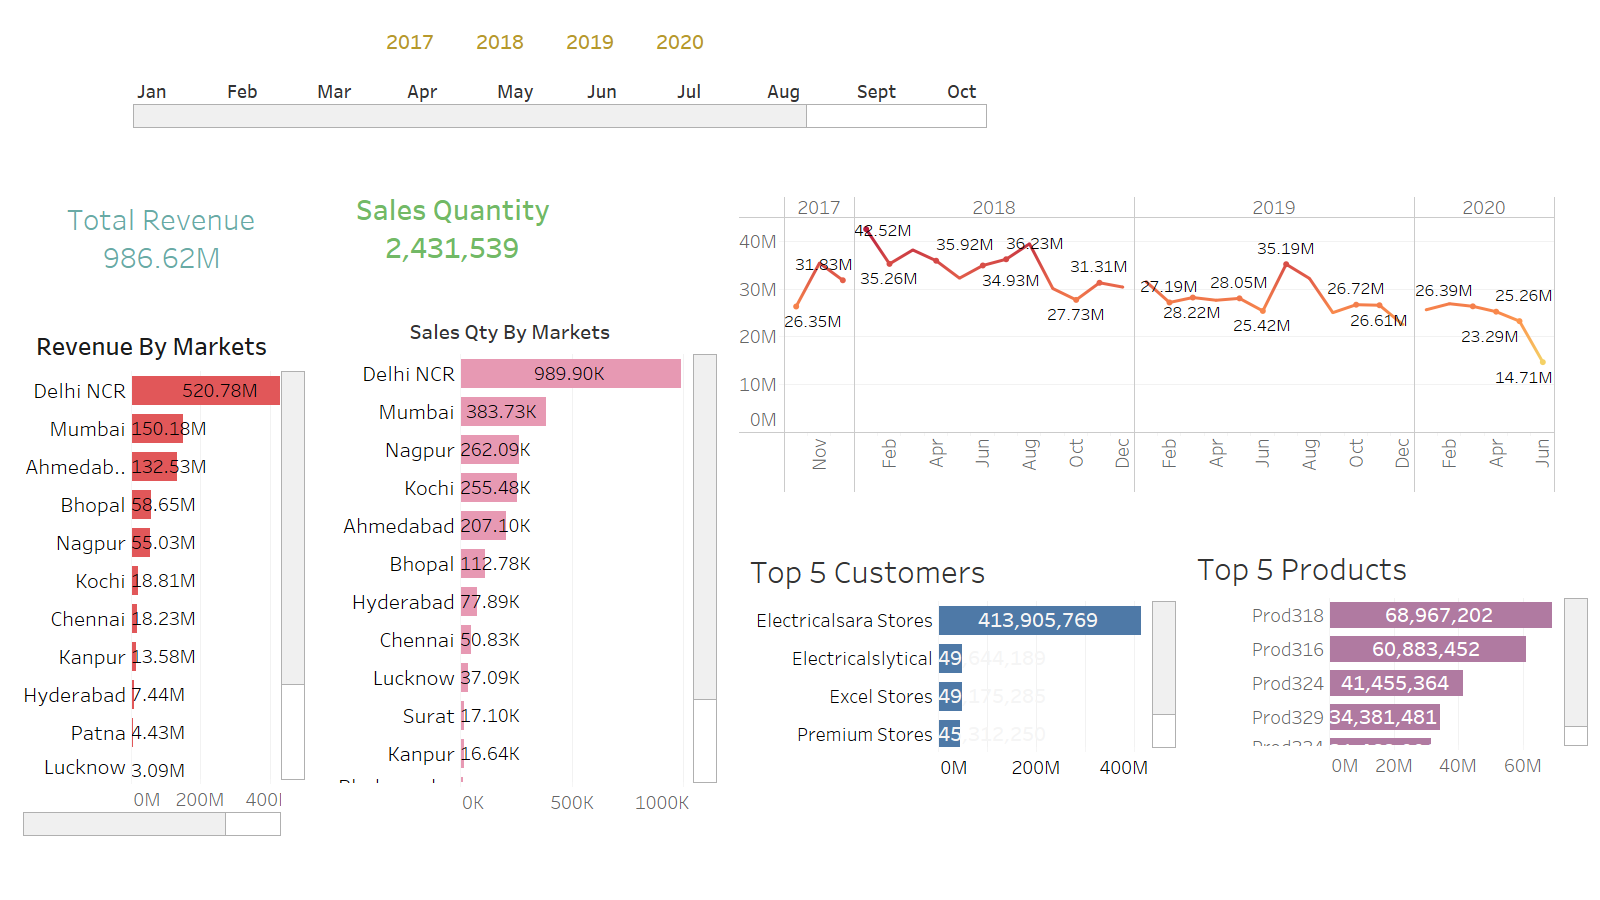 2017 2018 2019 2020
Jan Feb Mar Apr May Jun Jul Aug Sept Oct
Total Revenue
986.62M
Sales Quantity
2,431,539
Revenue By Markets
Delhi NCR 520.78M
Mumbai 150.18M
Ahmedab.. 132.53M
Bhopal 58.65M
Nagpur 55.03M
Kochi 18.81M
Chennai 18.23M
Kanpur 13.58M
Hyderabad 7.44M
Patna 4.43M
Lucknow 3.09M
0M 200M 400
Sales Qty By Markets
Delhi NCR 989.90K
Mumbai 383.73K
Nagpur 262.09K
Kochi 255.48K
Ahmedabad 207.10K
Bhopal 112.78K
Hyderabad 77.89K
Chennai 50.83K
Lucknow 37.09K
Surat 17.10K
Kanpur 16.64K
0K 500K 1000K
2017 2018 2019 2020
40M
30M
20M
10M
0M
26.35M
31.83M
42.52M
35.26M
35.92M
34.93M
36.23M
27.73M
31.31M
27.19M
28.22M
28.05M
25.42M
35.19M
26.72M
26.61M
26.39M
23.29M
25.26M
14.71M
Nov Feb Apr Jun Aug Oct Dec Feb Apr Jun Aug Oct Dec Feb Apr Jun
Top 5 Customers
Electricalsara Stores 413,905,769
Electricalslytical 49,644,189
Excel Stores 49,175,285
Premium Stores 45,312,250
0M 200M 400M
Top 5 Products
Prod318 68,967,202
Prod316 60,883,452
Prod324 41,455,364
Prod329 34,381,481
0M 20M 40M 60M